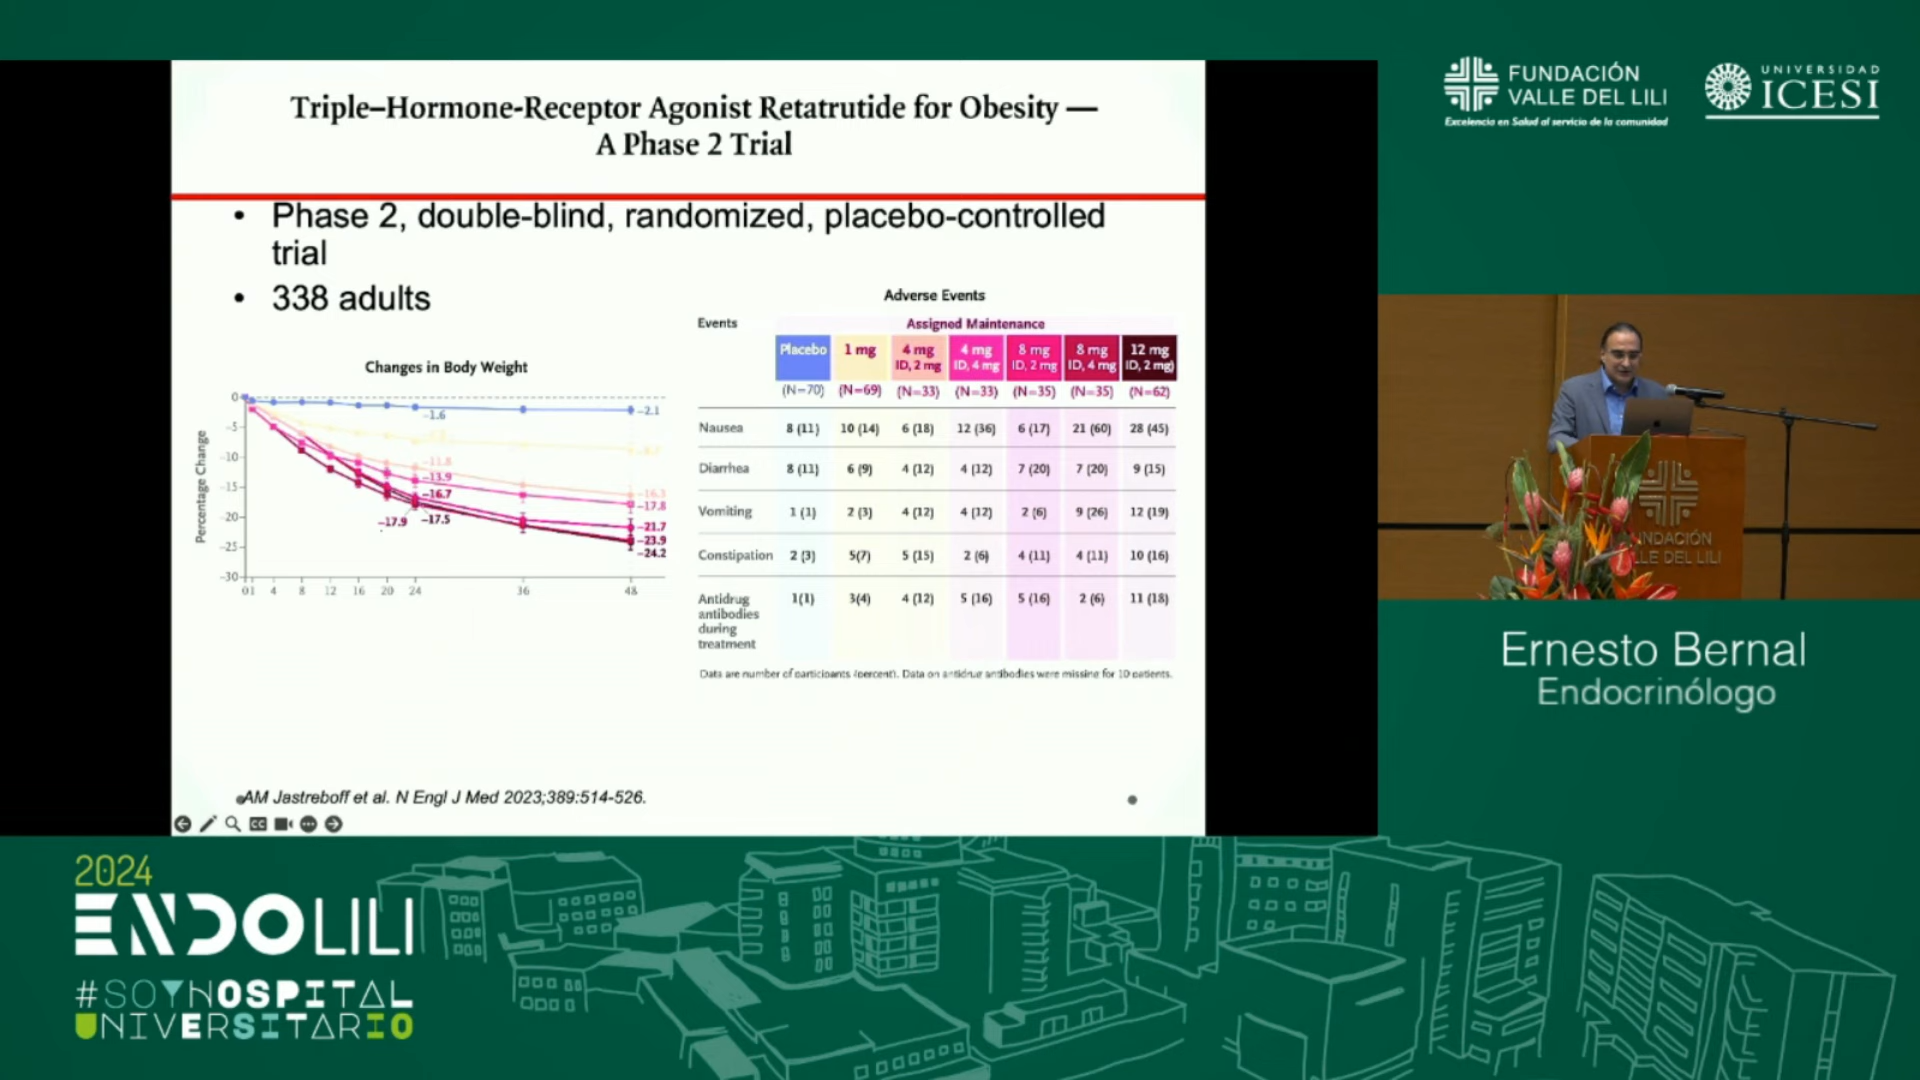 Triple–Hormone-Receptor Agonist Retatrutide for Obesity —
A Phase 2 Trial
• Phase 2, double-blind, randomized, placebo-controlled
trial
• 338 adults
Changes in Body Weight
Percentage Change
0
-5
-10
-15
-20
-25
-30
01 4 8 12 16 20 24 36 48
-1.6
-2.1
-11.8
-13.9
-16.7
-17.9 -17.5
-16.3
-17.8
-21.7
-23.9
-24.2
Adverse Events
Events Assigned Maintenance
Placebo 1 mg 4 mg 4 mg 8 mg 8 mg 12 mg
ID, 2 mg ID, 4 mg ID, 2 mg ID, 4 mg ID, 2 mg)
(N=70) (N=69) (N=33) (N=33) (N=35) (N=35) (N=62)
Nausea 8 (11) 10 (14) 6 (18) 12 (36) 6 (17) 21 (60) 28 (45)
Diarrhea 8 (11) 6 (9) 4 (12) 4 (12) 7 (20) 7 (20) 9 (15)
Vomiting 1 (1) 2 (3) 4 (12) 4 (12) 2 (6) 9 (26) 12 (19)
Constipation 2 (3) 5(7) 5 (15) 2 (6) 4 (11) 4 (11) 10 (16)
Antidrug 1(1) 3(4) 4 (12) 5 (16) 5 (16) 2 (6) 11 (18)
antibodies
during
treatment
Data are number of participants (percent). Data on antidrug antibodies were missing for 10 patients.
AM Jastreboff et al. N Engl J Med 2023;389:514-526.
CC
FUNDACIÓN
VALLE DEL LILI
Excelencia en Salud al servicio de la comunidad
UNIVERSIDAD
ICESI
UNDACIÓN
LLE DEL LILI
Ernesto Bernal
Endocrinólogo
2024
ENDOLILI
#SOYHOSPITAL
UNIVERSITARIO